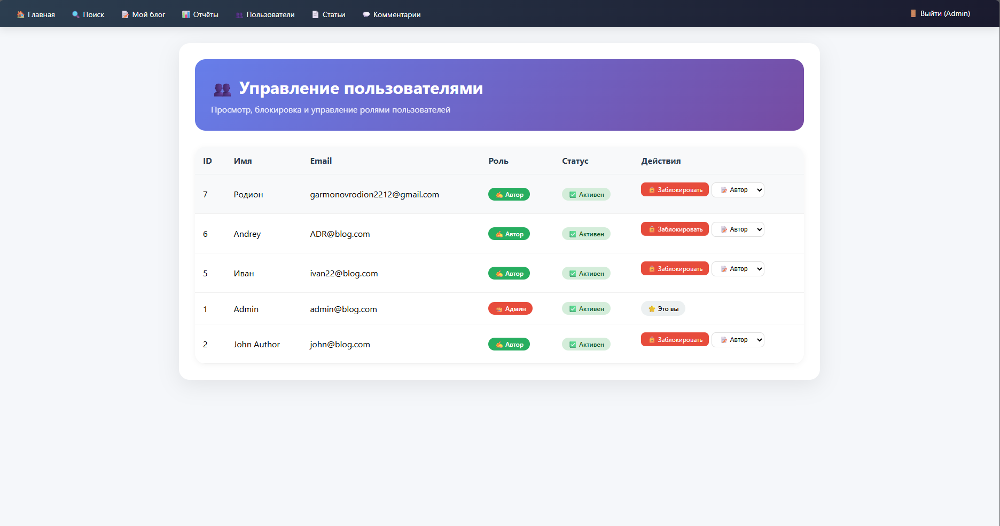 Главная Поиск Мой блог Отчёты Пользователи Статьи Комментарии Выйти (Admin)
Управление пользователями
Просмотр, блокировка и управление ролями пользователей
ID Имя Email Роль Статус Действия
7 Родион garmonovrodion2212@gmail.com Автор Активен Заблокировать Автор
6 Andrey ADR@blog.com Автор Активен Заблокировать Автор
5 Иван ivan22@blog.com Автор Активен Заблокировать Автор
1 Admin admin@blog.com Админ Активен Это вы
2 John Author john@blog.com Автор Активен Заблокировать Автор